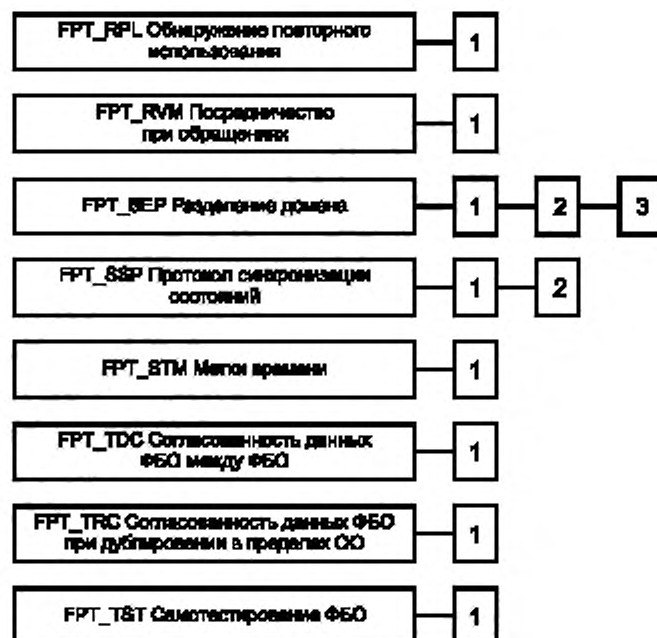 FPT_RPL Обнаружение повторного
использования
1
FPT_RVM Посредничество
при обращениях
1
FPT_SEP Разделение домена
1 2 3
FPT_SSP Протокол синхронизации
состояний
1 2
FPT_STM Метки времени
1
FPT_TDC Согласованность данных
ФБО между ФБО
1
FPT_TRC Согласованность данных ФБО
при дублировании в пределах ОО
1
FPT_TST Самотестирование ФБО
1